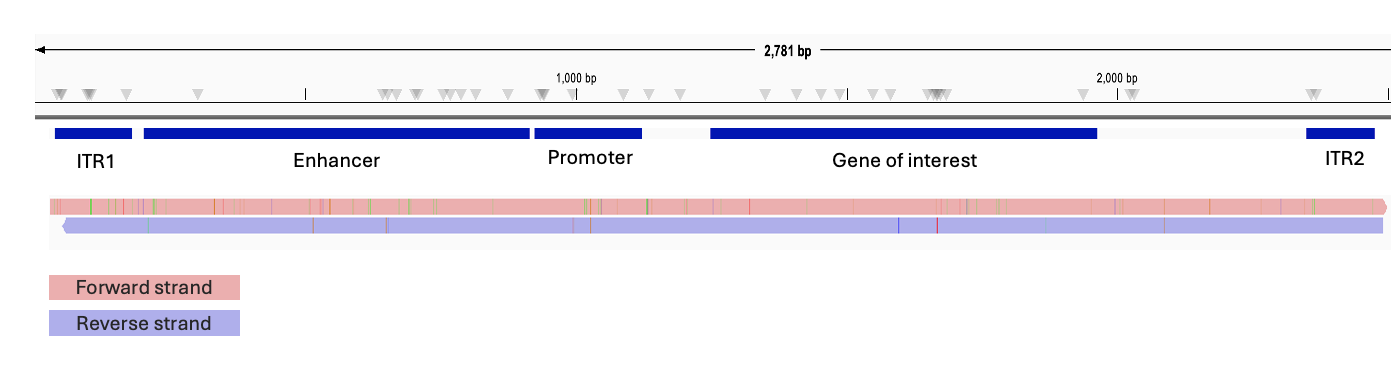 2,781 bp
1,000 bp
2,000 bp
ITR1
Enhancer
Promoter
Gene of interest
ITR2
Forward strand
Reverse strand